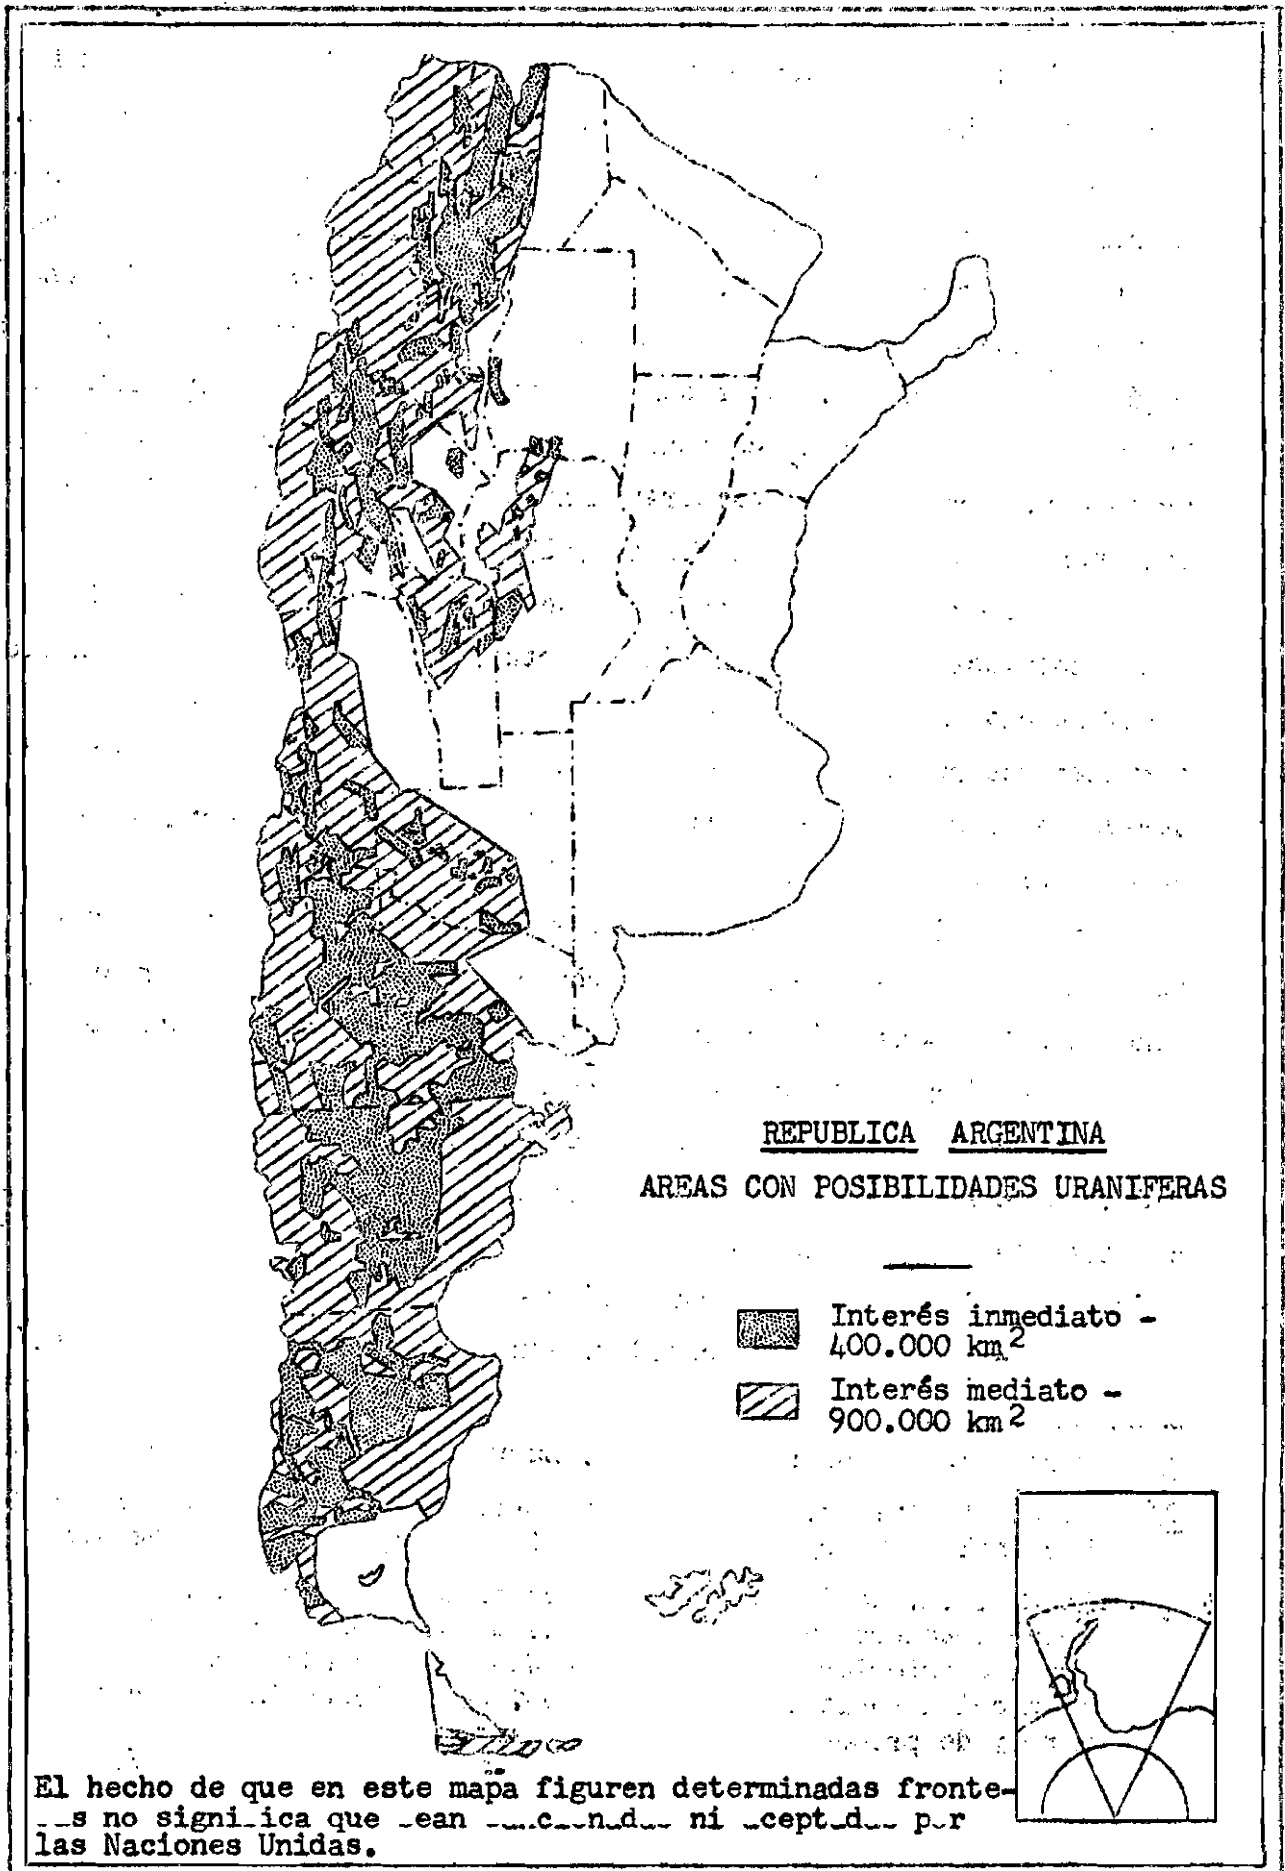 REPUBLICA ARGENTINA
AREAS CON POSIBILIDADES URANIFERAS
Interés inmediato -
400.000 km²
Interés mediato -
900.000 km²
El hecho de que en este mapa figuren determinadas fronte-
no que ni
las Naciones Unidas.